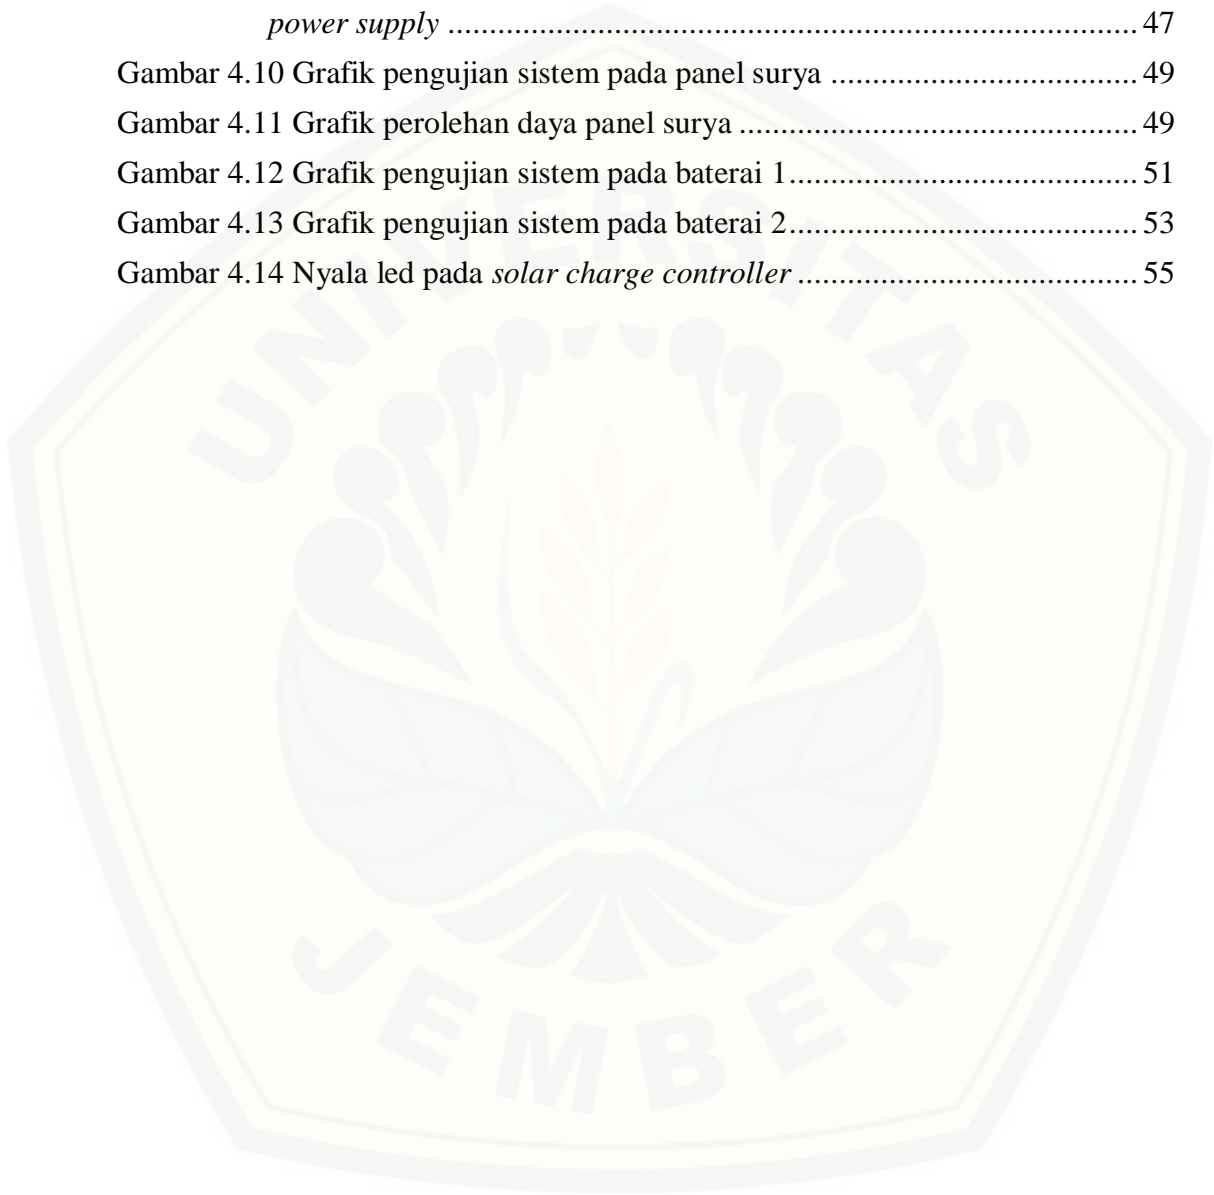 power supply ........................................................................................ 47
Gambar 4.10 Grafik pengujian sistem pada panel surya ....................................... 49
Gambar 4.11 Grafik perolehan daya panel surya ................................................... 49
Gambar 4.12 Grafik pengujian sistem pada baterai 1............................................. 51
Gambar 4.13 Grafik pengujian sistem pada baterai 2............................................. 53
Gambar 4.14 Nyala led pada solar charge controller ........................................... 55
UNIVERSITAS
JEMBER